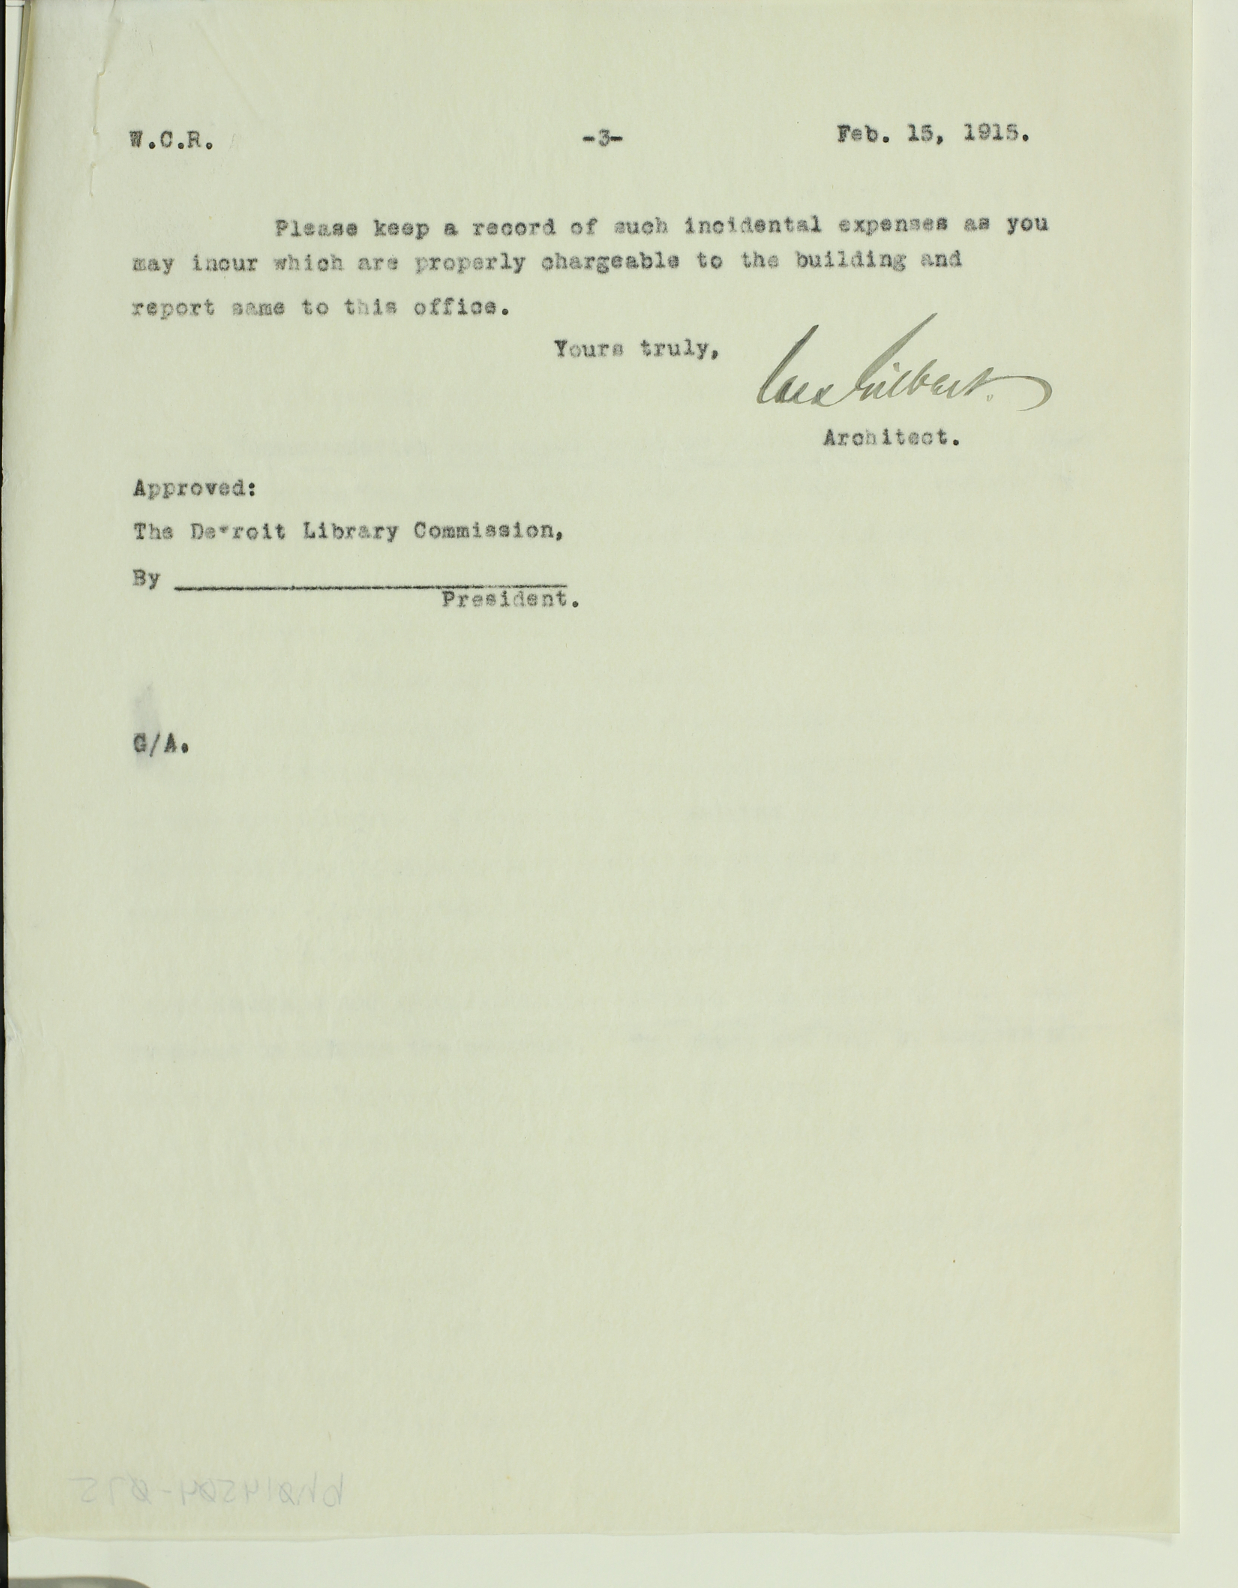 W.C.R. -3- Feb. 15, 1915.
Please keep a record of such incidental expenses as you
may incur which are properly chargeable to the building and
report same to this office.
Yours truly,
Cass Gilbert.
Architect.
Approved:
The Detroit Library Commission,
By
President.
G/A.